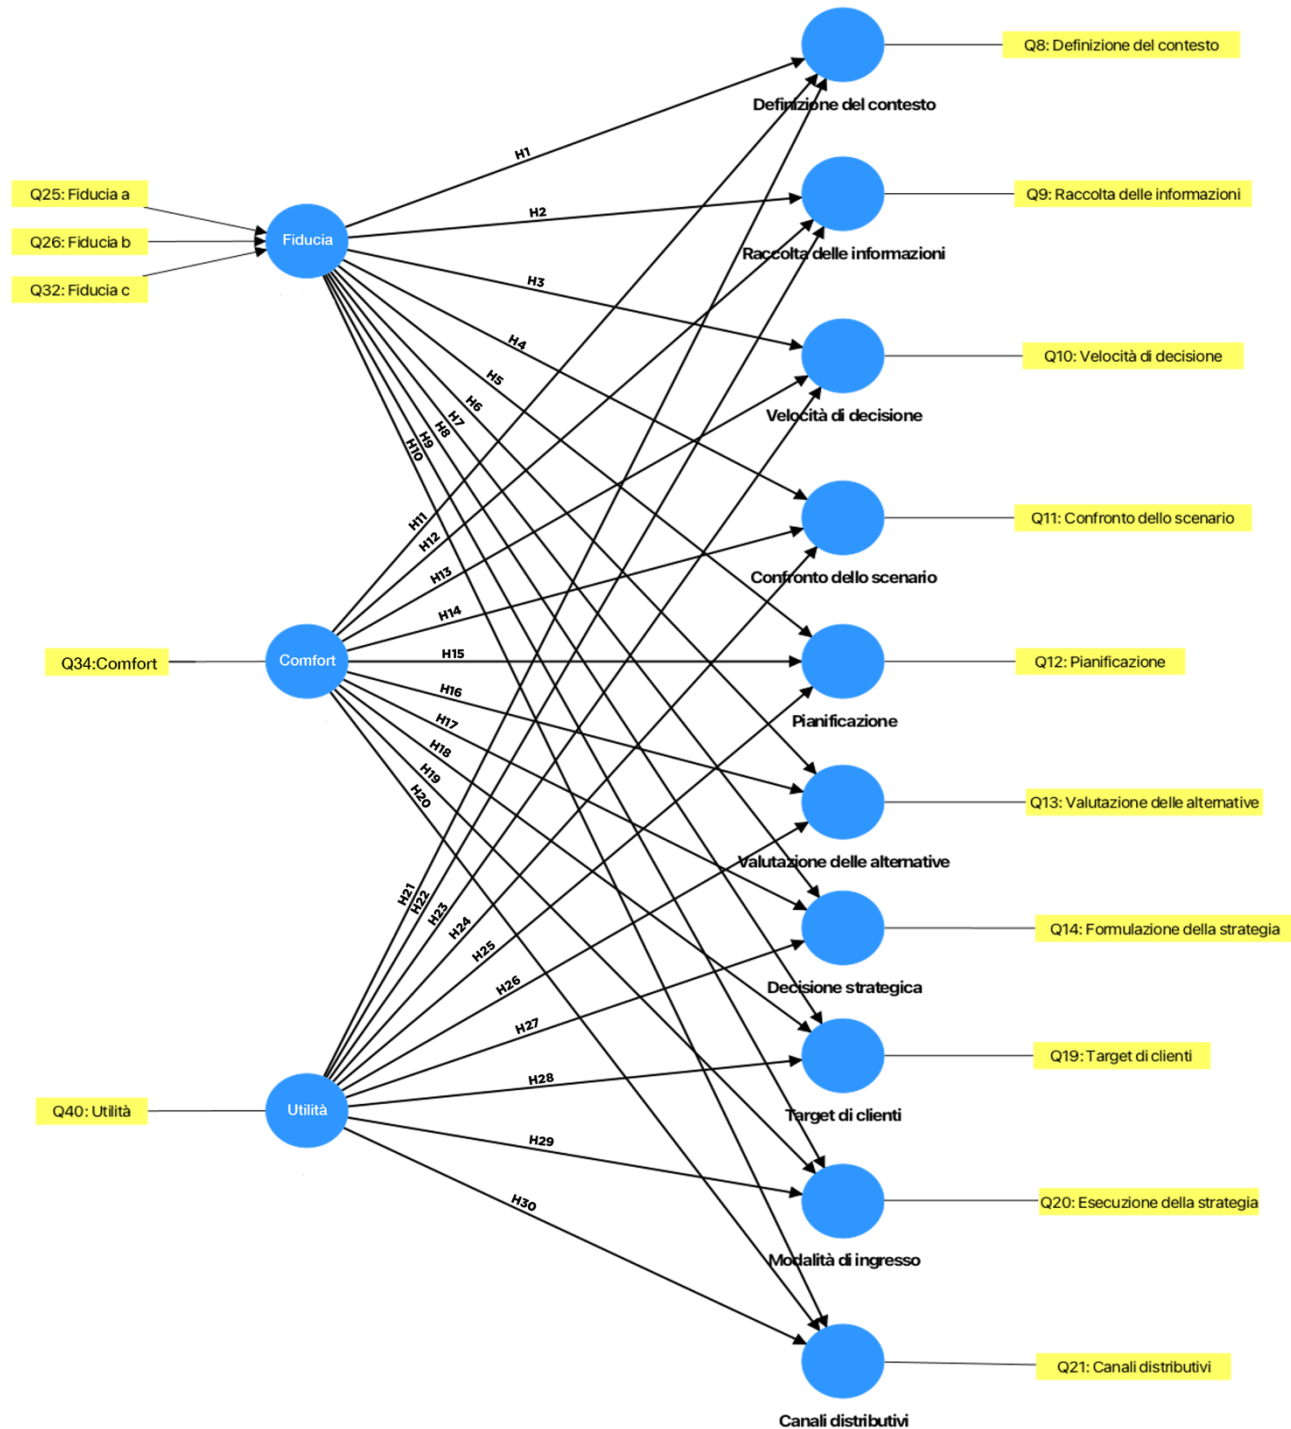 Q8: Definizione del contesto
Definizione del contesto
H1
Q25: Fiducia a
Q9: Raccolta delle informazioni
H2
Fiducia
Q26: Fiducia b
Raccolta delle informazioni
H3
Q32: Fiducia c
H4
Q10: Velocità di decisione
H5
H6
H7
H8
H9
H10
Velocità di decisione
H11
H12
H13
H14
Q11: Confronto dello scenario
Confronto dello scenario
Q34:Comfort
Comfort
H15
Q12: Pianificazione
H16
H17
H18
H19
H20
Pianificazione
Q13: Valutazione delle alternative
Valutazione delle alternative
H21
H22
H23
H24
H25
H26
H27
Q14: Formulazione della strategia
Decisione strategica
H28
Q19: Target di clienti
Q40: Utilità
Utilità
Target di clienti
H29
H30
Q20: Esecuzione della strategia
Modalità di ingresso
Q21: Canali distributivi
Canali distributivi